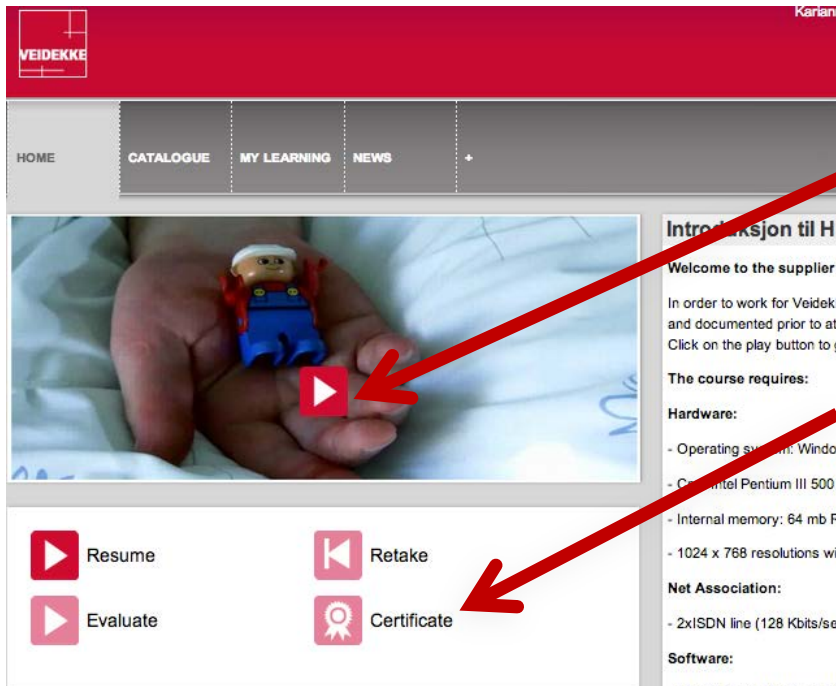 VEIDEKKE
HOME
CATALOGUE
MY LEARNING
NEWS
+
Introduksjon til H
Welcome to the supplier
In order to work for Veidek
and documented prior to at
Click on the play button to
The course requires:
Hardware:
- Operating Windo
- Intel Pentium III 500
- Internal memory: 64 mb
- 1024 x 768 resolutions wi
Net Association:
- 2xISDN line (128 Kbits/se
Software:
Resume
Retake
Evaluate
Certificate